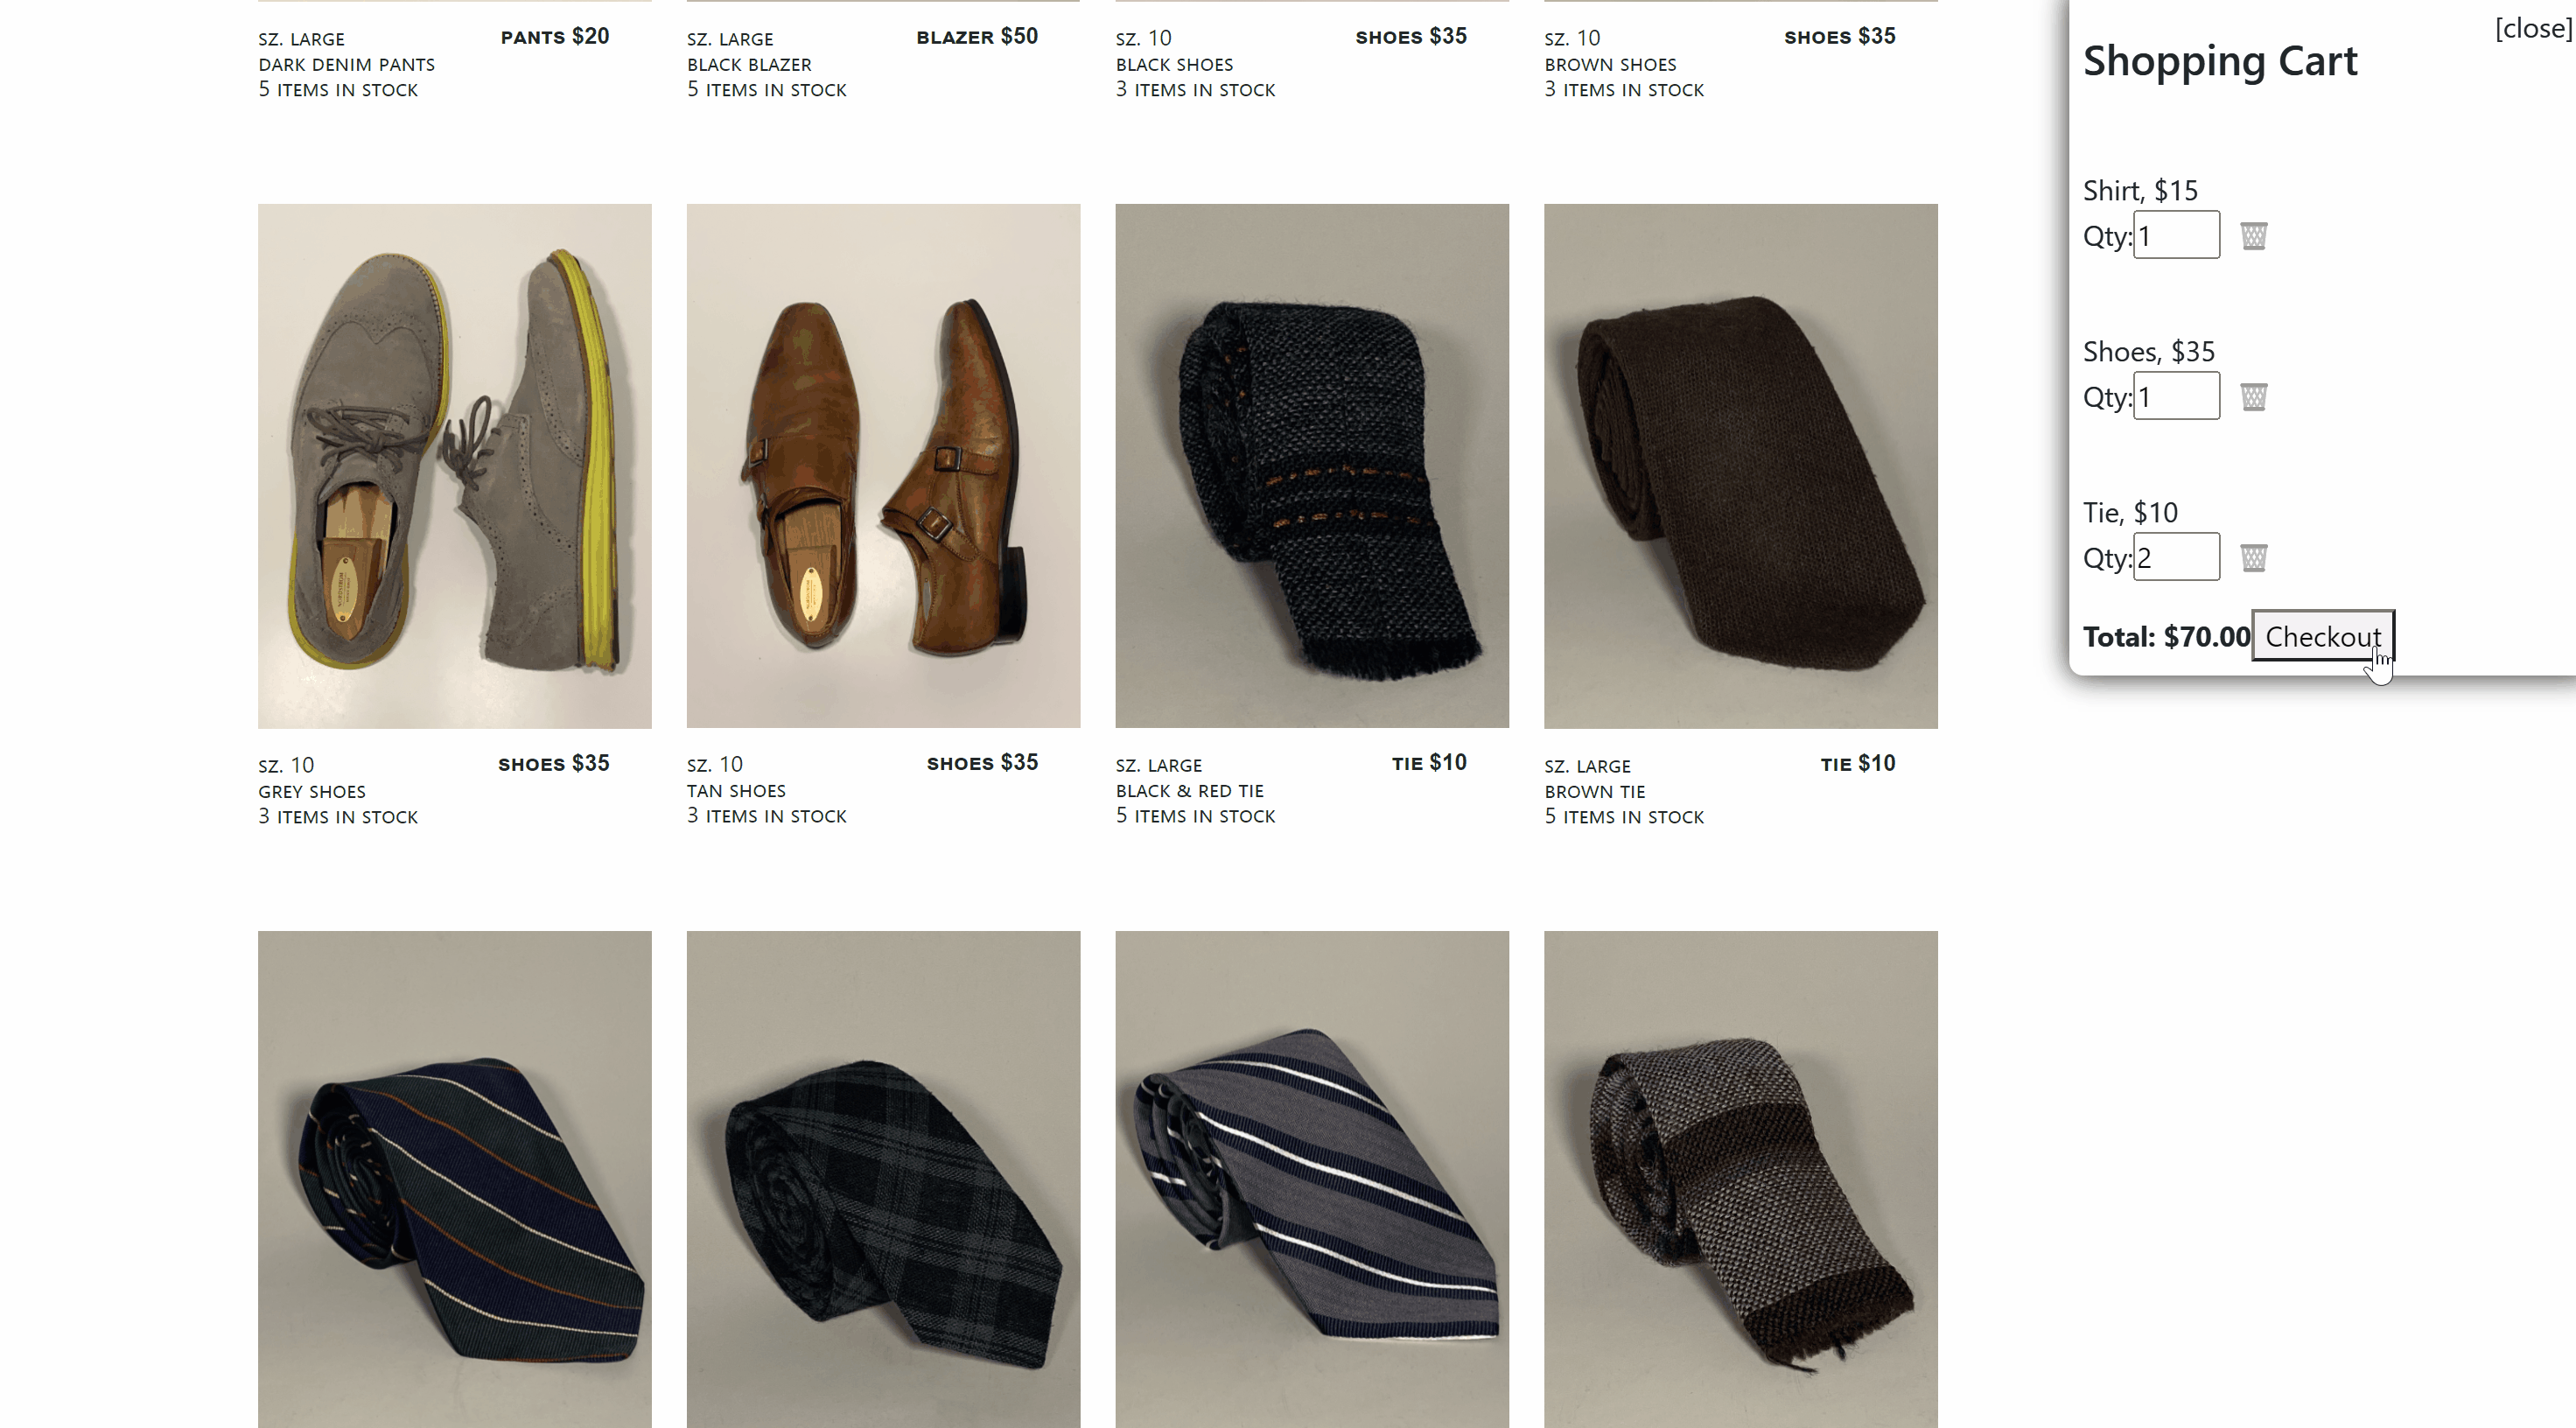 SZ. LARGE PANTS $20
DARK DENIM PANTS
5 ITEMS IN STOCK
SZ. LARGE BLAZER $50
BLACK BLAZER
5 ITEMS IN STOCK
SZ. 10 SHOES $35
BLACK SHOES
3 ITEMS IN STOCK
SZ. 10 SHOES $35
BROWN SHOES
3 ITEMS IN STOCK
SZ. 10 SHOES $35
GREY SHOES
3 ITEMS IN STOCK
SZ. 10 SHOES $35
TAN SHOES
3 ITEMS IN STOCK
SZ. LARGE TIE $10
BLACK & RED TIE
5 ITEMS IN STOCK
SZ. LARGE TIE $10
BROWN TIE
5 ITEMS IN STOCK
[close]
Shopping Cart
Shirt, $15
Qty: 1
Shoes, $35
Qty: 1
Tie, $10
Qty: 2
Total: $70.00 Checkout